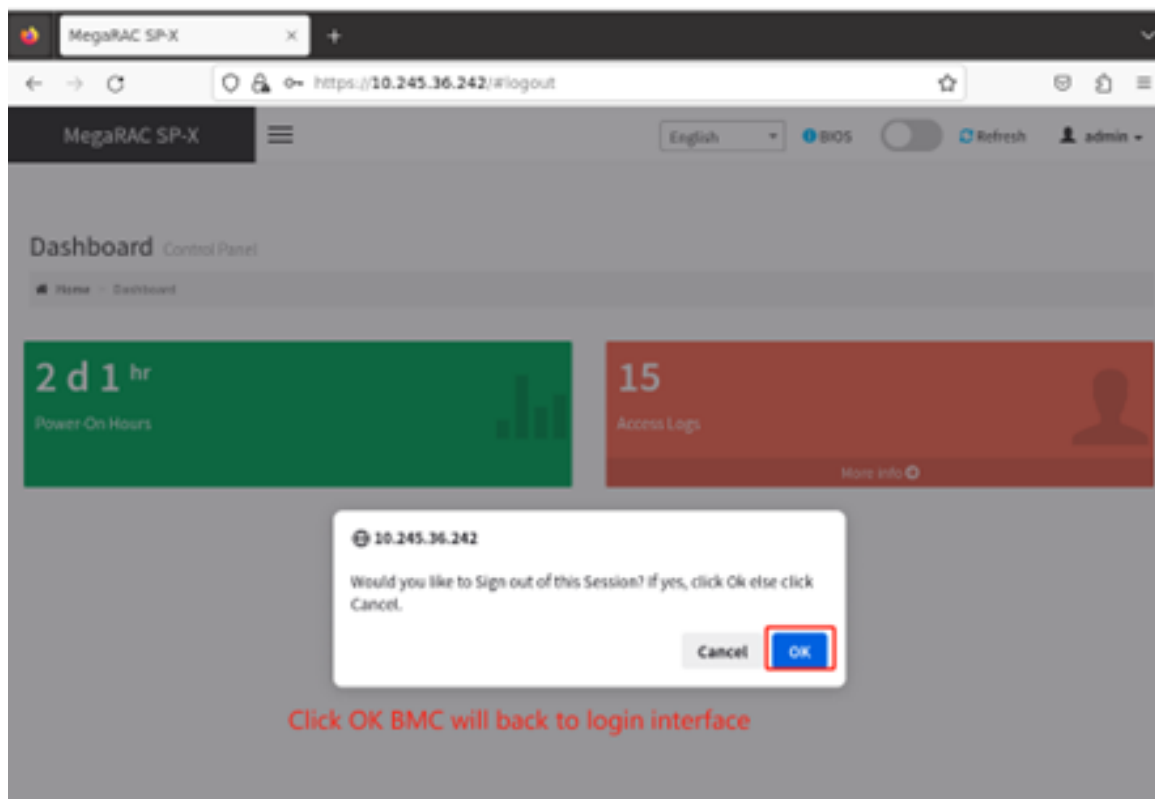 MegaRAC SP-X
https://10.245.36.242/#logout
MegaRAC SP-X
English
BIOS
Refresh
admin
Dashboard Control Panel
Home > Dashboard
2 d 1 hr
Power-On Hours
15
Access Logs
More info
10.245.36.242
Would you like to Sign out of this Session? If yes, click Ok else click
Cancel.
Cancel
OK
Click OK BMC will back to login interface